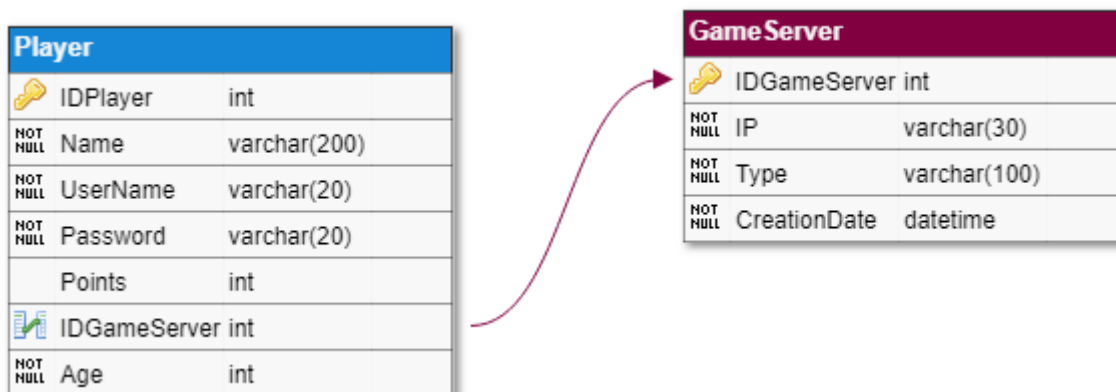 Player
IDPlayer int
NOT NULL Name varchar(200)
NOT NULL UserName varchar(20)
NOT NULL Password varchar(20)
Points int
IDGameServer int
NOT NULL Age int
GameServer
IDGameServer int
NOT NULL IP varchar(30)
NOT NULL Type varchar(100)
NOT NULL CreationDate datetime